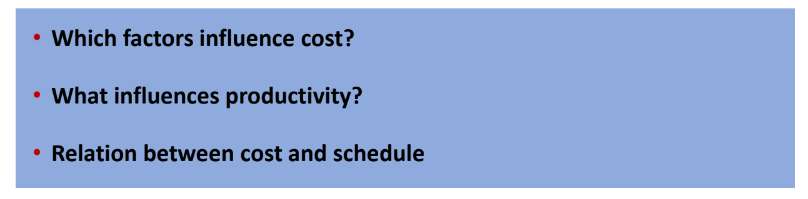 • Which factors influence cost?
• What influences productivity?
• Relation between cost and schedule